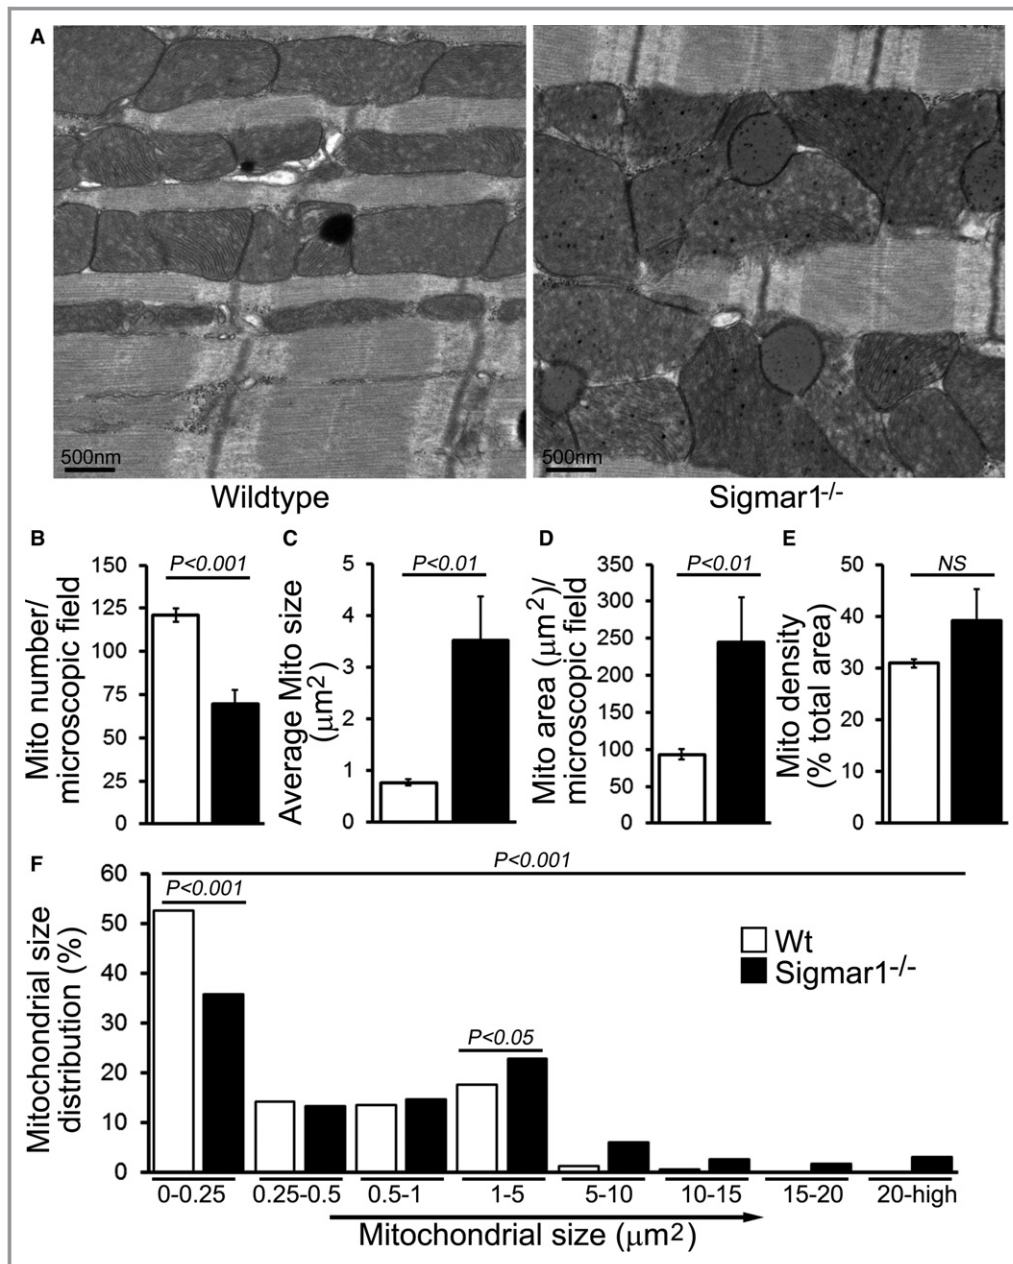 A
500nm
500nm
Wildtype
Sigmar1-/-
B
C
D
E
P<0.001
P<0.01
P<0.01
NS
Mito number/
microscopic field
150
125
100
75
50
25
0
Average Mito size
(μm2)
5
4
3
2
1
0
Mito area (μm2)/
microscopic field
350
300
250
200
150
100
50
0
Mito density
(% total area)
50
40
30
20
10
0
F
P<0.001
P<0.001
P<0.05
Mitochondrial size
distribution (%)
60
50
40
30
20
10
0
Wt
Sigmar1-/-
0-0.25
0.25-0.5
0.5-1
1-5
5-10
10-15
15-20
20-high
Mitochondrial size (μm2)